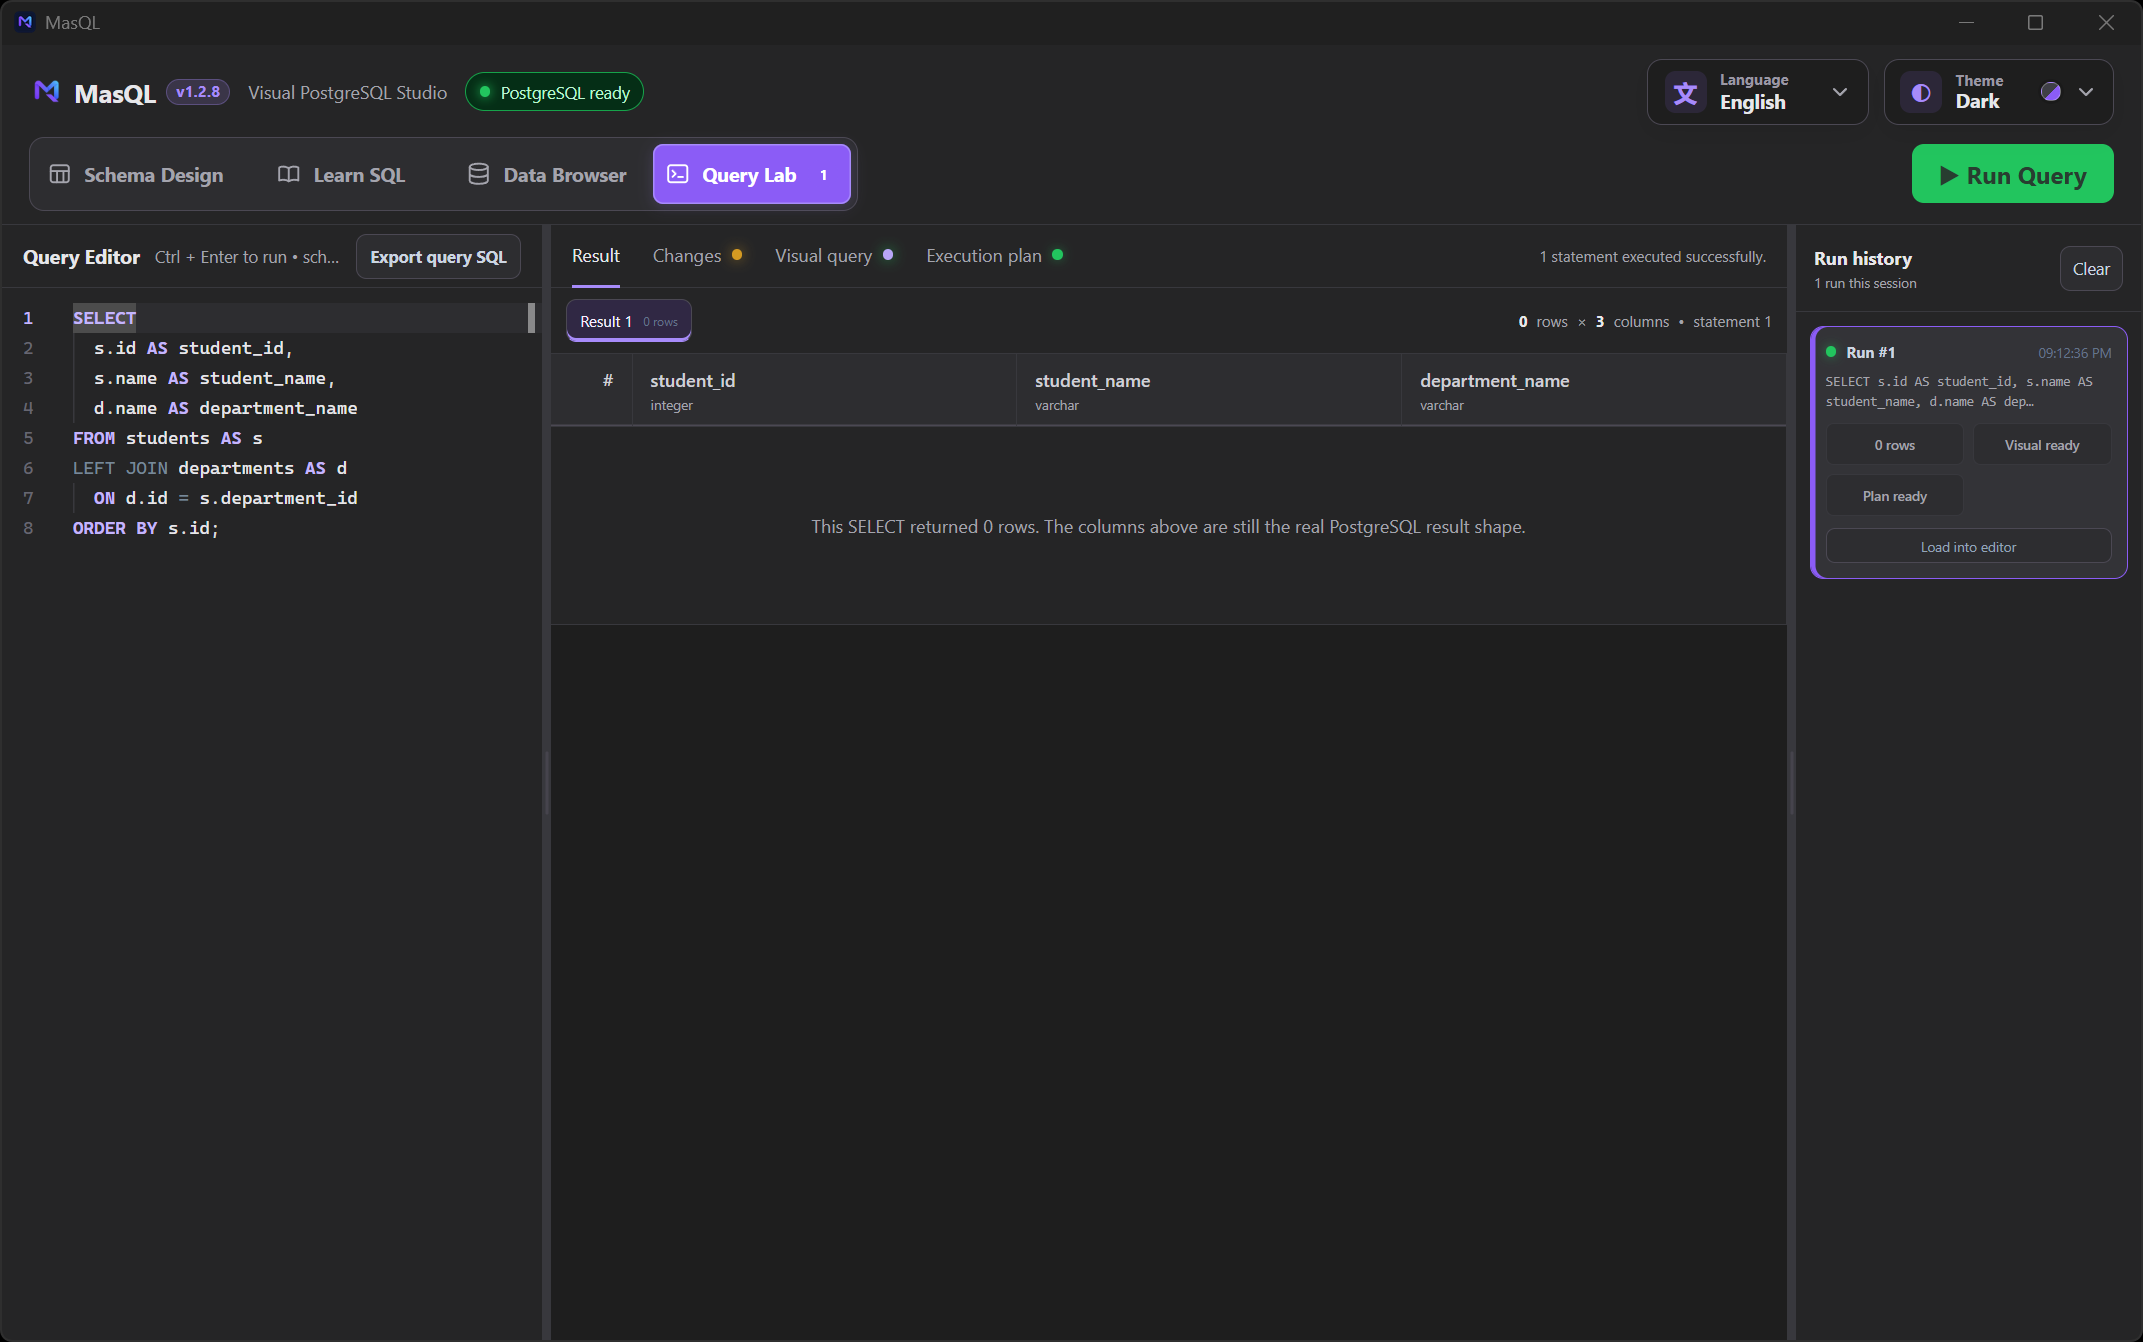 MasQL
MasQL v1.2.8 Visual PostgreSQL Studio PostgreSQL ready
文 Language English
Theme Dark
Schema Design Learn SQL Data Browser Query Lab 1
Run Query
Query Editor Ctrl + Enter to run • sch... Export query SQL
1 SELECT
2 s.id AS student_id,
3 s.name AS student_name,
4 d.name AS department_name
5 FROM students AS s
6 LEFT JOIN departments AS d
7 ON d.id = s.department_id
8 ORDER BY s.id;
Result Changes Visual query Execution plan 1 statement executed successfully.
Result 1 0 rows 0 rows × 3 columns • statement 1
# student_id student_name department_name
integer varchar varchar
This SELECT returned 0 rows. The columns above are still the real PostgreSQL result shape.
Run history
1 run this session
Clear
Run #1 09:12:36 PM
SELECT s.id AS student_id, s.name AS
student_name, d.name AS dep…
0 rows Visual ready
Plan ready
Load into editor